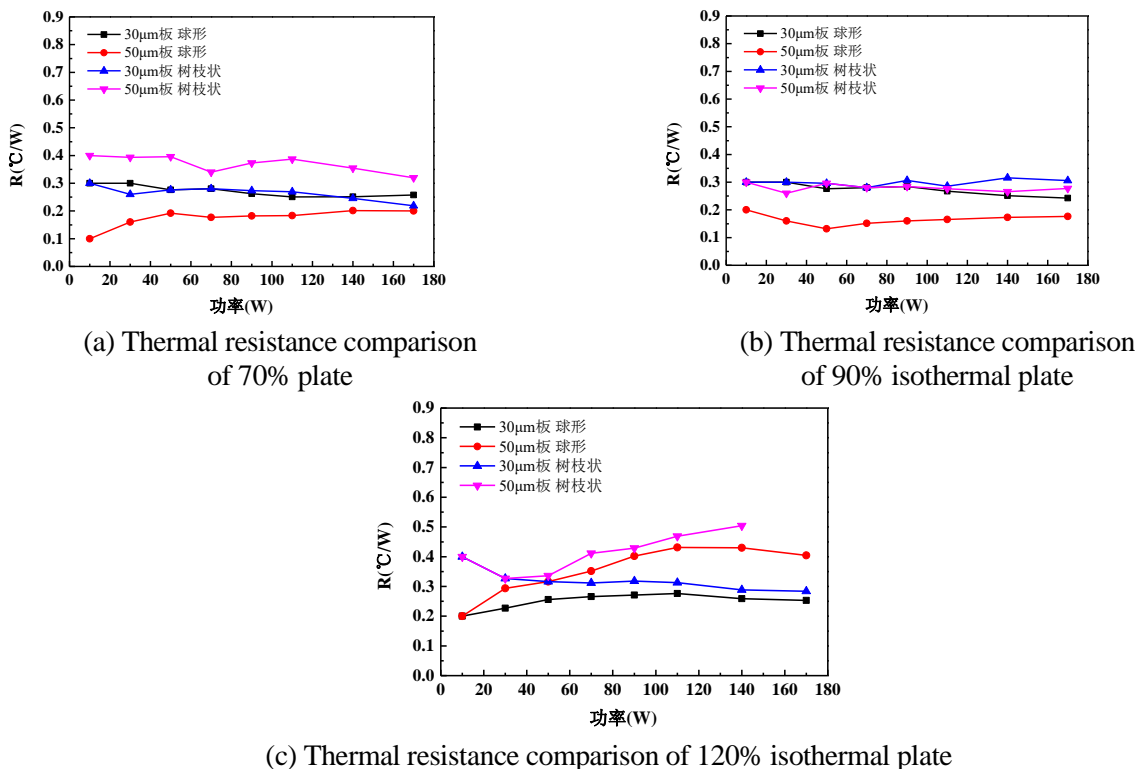 0.9
0.8
0.7
0.6
0.5
0.4
0.3
0.2
0.1
0.0
R(℃/W)
30μm板 球形
50μm板 球形
30μm板 树枝状
50μm板 树枝状
0 20 40 60 80 100 120 140 160 180
功率(W)
(a) Thermal resistance comparison
of 70% plate
0.9
0.8
0.7
0.6
0.5
0.4
0.3
0.2
0.1
0.0
R(℃/W)
30μm板 球形
50μm板 球形
30μm板 树枝状
50μm板 树枝状
0 20 40 60 80 100 120 140 160 180
功率(W)
(b) Thermal resistance comparison
of 90% isothermal plate
0.9
0.8
0.7
0.6
0.5
0.4
0.3
0.2
0.1
0.0
R(℃/W)
30μm板 球形
50μm板 球形
30μm板 树枝状
50μm板 树枝状
0 20 40 60 80 100 120 140 160 180
功率(W)
(c) Thermal resistance comparison of 120% isothermal plate